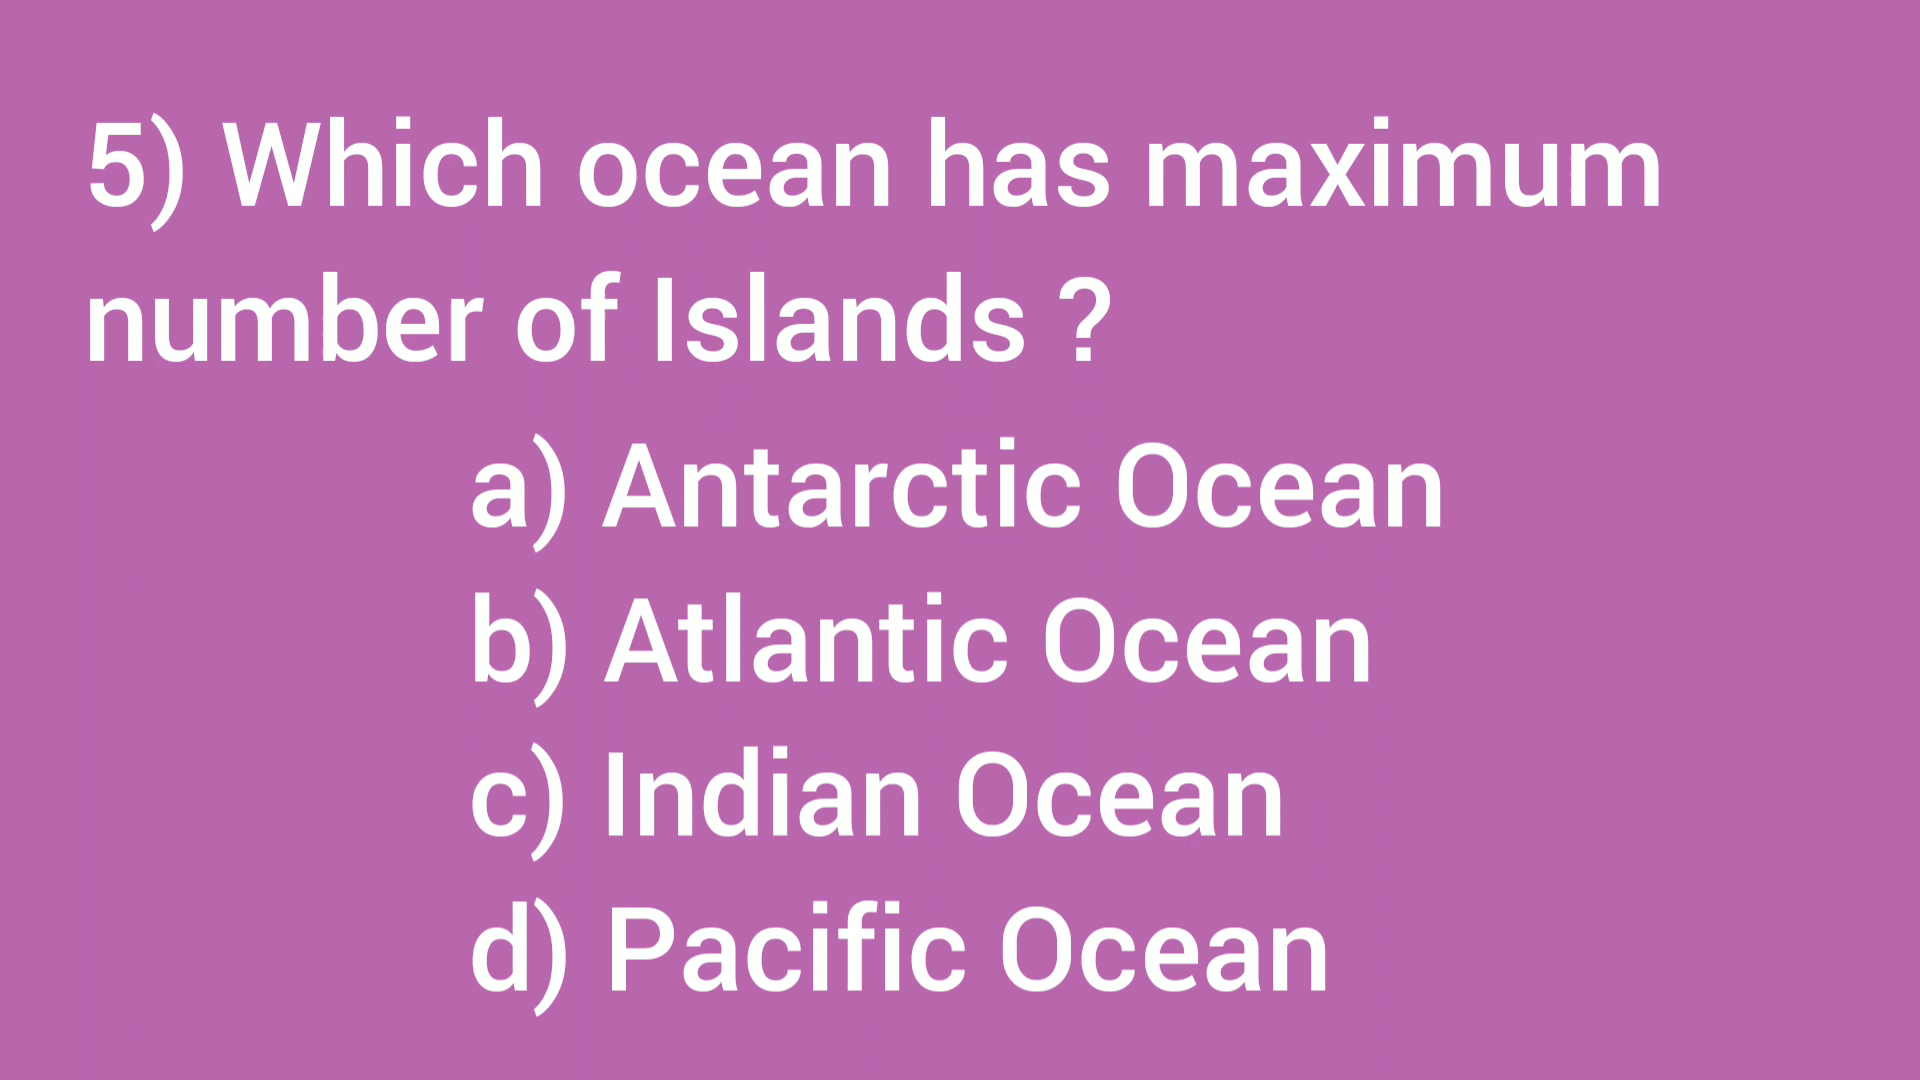 5) Which ocean has maximum
number of Islands ?
a) Antarctic Ocean
b) Atlantic Ocean
c) Indian Ocean
d) Pacific Ocean